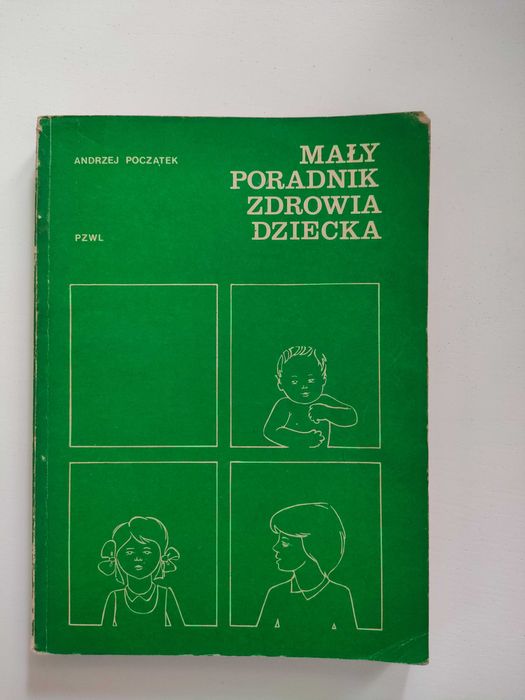 ANDRZEJ POCZĄTEK
MAŁY
PORADNIK
ZDROWIA
DZIECKA
PZWL